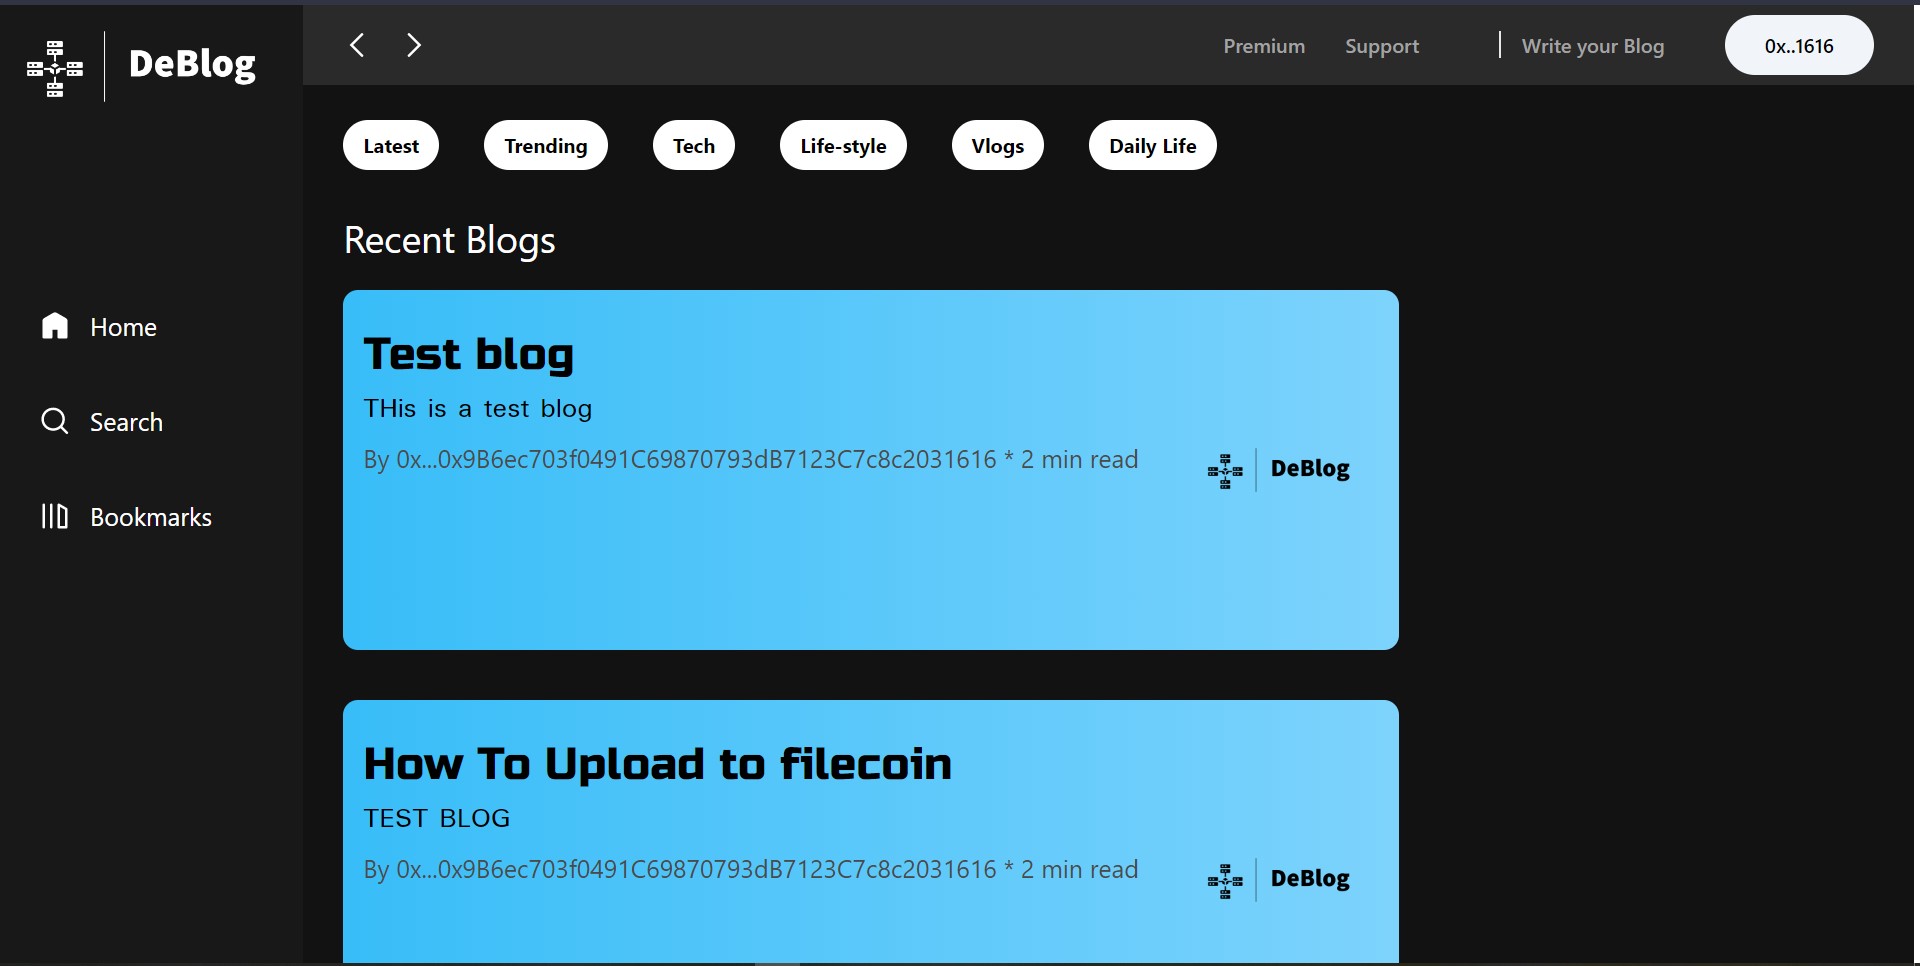 DeBlog
Premium Support Write your Blog 0x..1616
Latest Trending Tech Life-style Vlogs Daily Life
Recent Blogs
Home
Search
Bookmarks
Test blog
THis is a test blog
By 0x...0x9B6ec703f0491C69870793dB7123C7c8c2031616 * 2 min read
DeBlog
How To Upload to filecoin
TEST BLOG
By 0x...0x9B6ec703f0491C69870793dB7123C7c8c2031616 * 2 min read
DeBlog